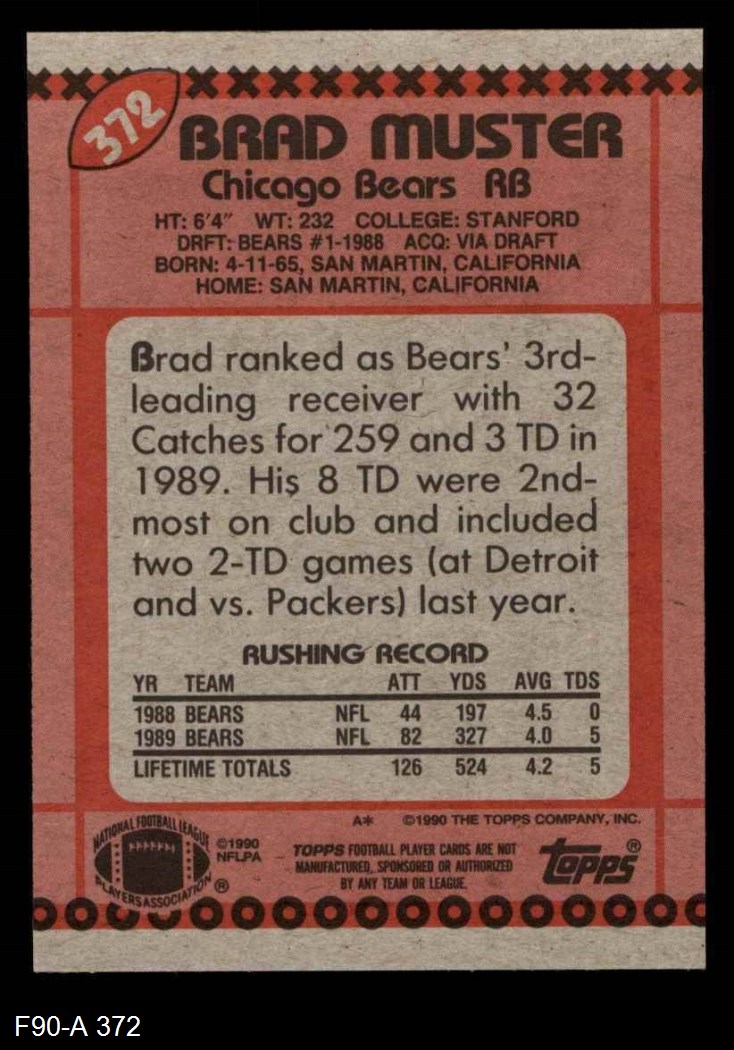 372
BRAD MUSTER
Chicago Bears RB
HT: 6'4" WT: 232 COLLEGE: STANFORD
DRFT: BEARS #1-1988 ACQ: VIA DRAFT
BORN: 4-11-65, SAN MARTIN, CALIFORNIA
HOME: SAN MARTIN, CALIFORNIA
Brad ranked as Bears' 3rd-
leading receiver with 32
Catches for 259 and 3 TD in
1989. His 8 TD were 2nd-
most on club and included
two 2-TD games (at Detroit
and vs. Packers) last year.
RUSHING RECORD
YR TEAM ATT YDS AVG TDS
1988 BEARS NFL 44 197 4.5 0
1989 BEARS NFL 82 327 4.0 5
LIFETIME TOTALS 126 524 4.2 5
A* ©1990 THE TOPPS COMPANY, INC.
NATIONAL FOOTBALL LEAGUE
PLAYERS ASSOCIATION ®
©1990
NFLPA
TOPPS FOOTBALL PLAYER CARDS ARE NOT
MANUFACTURED, SPONSORED OR AUTHORIZED
BY ANY TEAM OR LEAGUE.
topps®
F90-A 372